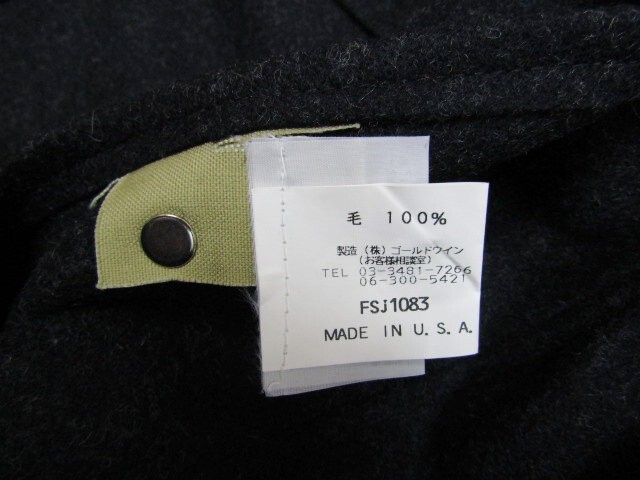 毛 100%
製造 (株) ゴールドウイン
(お客様相談室)
TEL 03-3481-7266
06-300-5421
FSJ1083
MADE IN U.S.A.